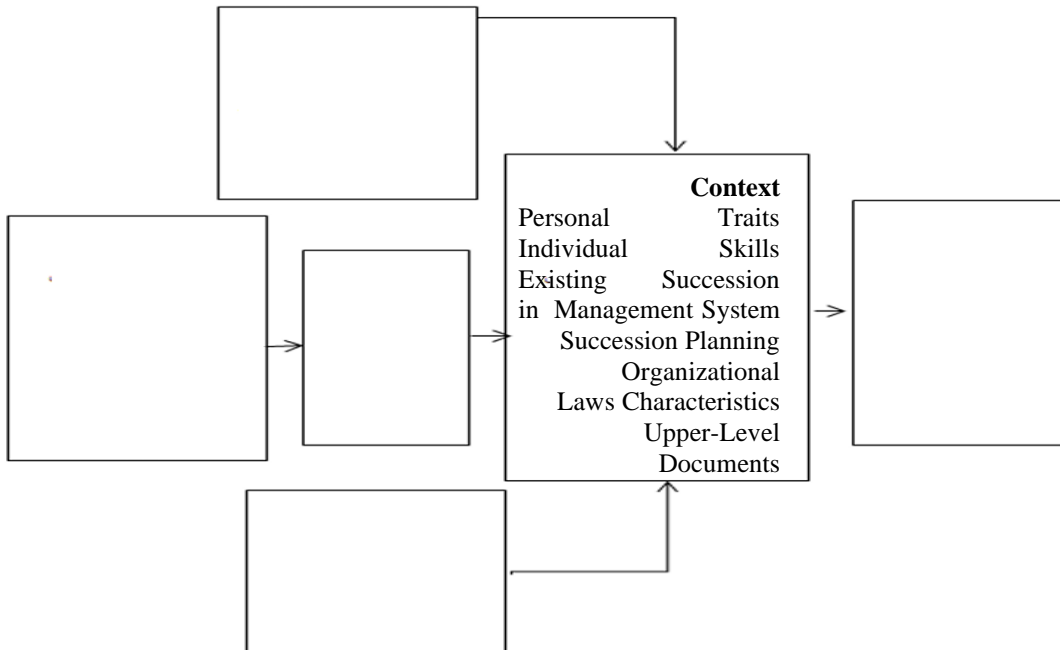 Context
Personal Traits
Individual Skills
Existing Succession
in Management System
Succession Planning
Organizational
Laws Characteristics
Upper-Level
Documents